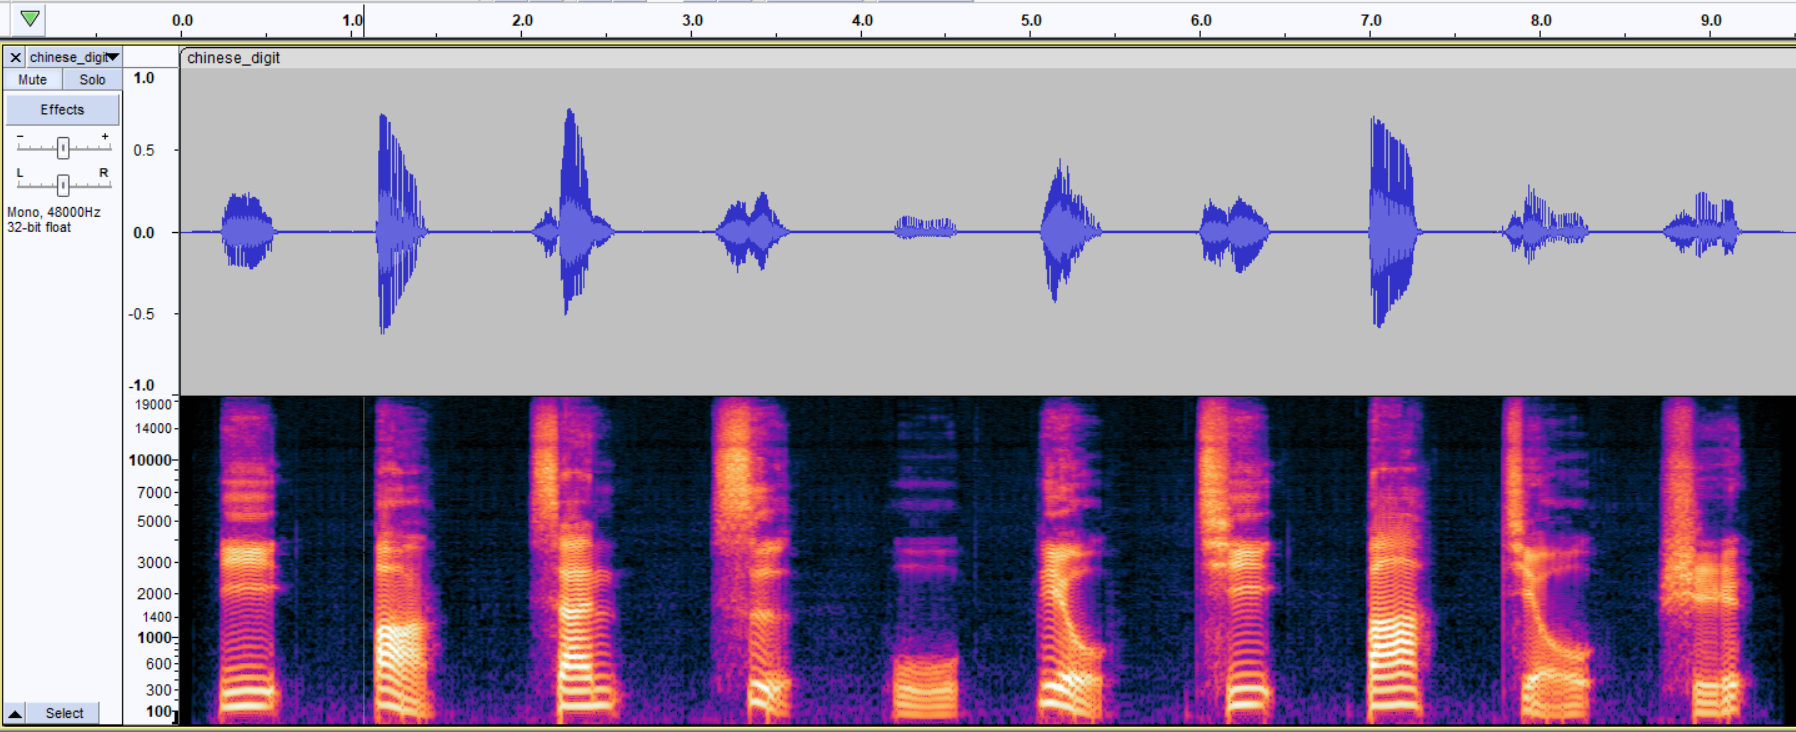 0.0 1.0 2.0 3.0 4.0 5.0 6.0 7.0 8.0 9.0
chinese_digit
chinese_digit
Mute Solo
Effects
- +
L R
Mono, 48000Hz
32-bit float
Select
1.0
0.5
0.0
-0.5
-1.0
19000
14000
10000
7000
5000
3000
2000
1400
1000
600
300
100